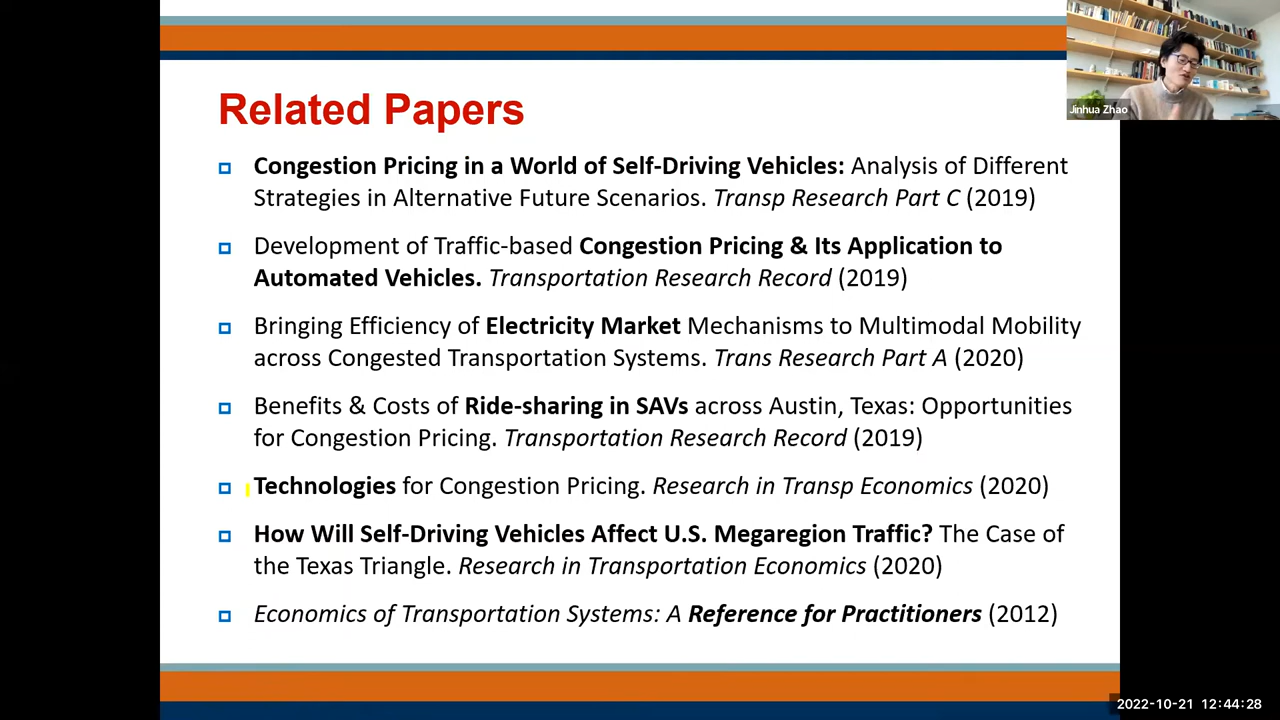 Related Papers
Congestion Pricing in a World of Self-Driving Vehicles: Analysis of Different
Strategies in Alternative Future Scenarios. Transp Research Part C (2019)
Development of Traffic-based Congestion Pricing & Its Application to
Automated Vehicles. Transportation Research Record (2019)
Bringing Efficiency of Electricity Market Mechanisms to Multimodal Mobility
across Congested Transportation Systems. Trans Research Part A (2020)
Benefits & Costs of Ride-sharing in SAVs across Austin, Texas: Opportunities
for Congestion Pricing. Transportation Research Record (2019)
Technologies for Congestion Pricing. Research in Transp Economics (2020)
How Will Self-Driving Vehicles Affect U.S. Megaregion Traffic? The Case of
the Texas Triangle. Research in Transportation Economics (2020)
Economics of Transportation Systems: A Reference for Practitioners (2012)
Jinhua Zhao
2022-10-21 12:44:28